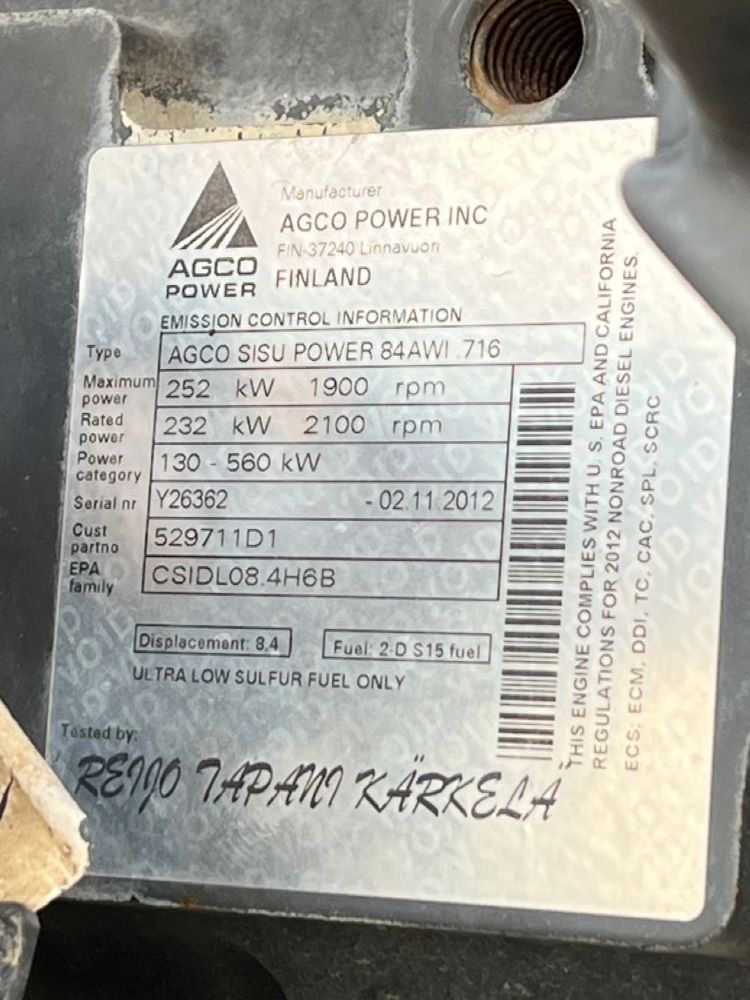 Manufacturer
AGCO POWER INC
FIN-37240 Linnavuori
FINLAND
AGCO
POWER
EMISSION CONTROL INFORMATION
Type AGCO SISU POWER 84AWI .716
Maximum power 252 kW 1900 rpm
Rated power 232 kW 2100 rpm
Power category 130 - 560 kW
Serial nr Y26362 - 02.11.2012
Cust partno 529711D1
EPA family CSIDL08.4H6B
Displacement: 8,4 Fuel: 2-D S15 fuel
ULTRA LOW SULFUR FUEL ONLY
Tested by:
REIJO TAPANI KÄRKELÄ
THIS ENGINE COMPLIES WITH U. S. EPA AND CALIFORNIA
REGULATIONS FOR 2012 NONROAD DIESEL ENGINES.
ECS: ECM, DDI, TC, CAC, SPL, SCRC